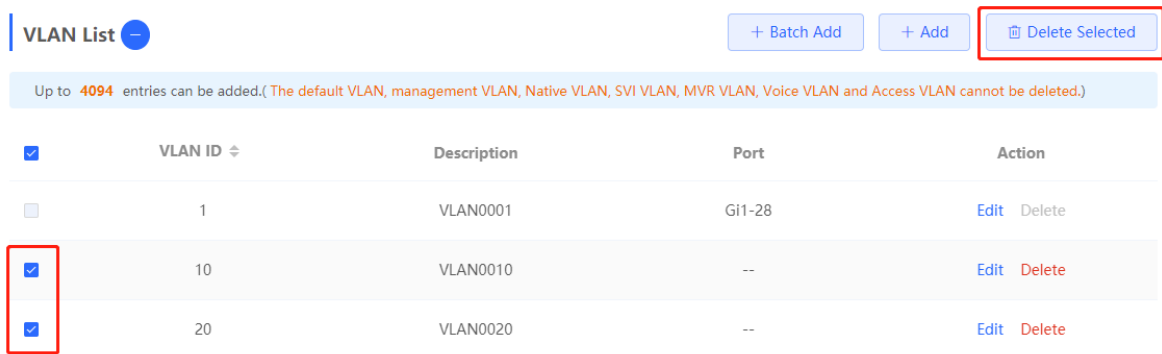 VLAN List
+ Batch Add
+ Add
Delete Selected
Up to 4094 entries can be added.( The default VLAN, management VLAN, Native VLAN, SVI VLAN, MVR VLAN, Voice VLAN and Access VLAN cannot be deleted.)
VLAN ID Description Port Action
1 VLAN0001 Gi1-28 Edit Delete
10 VLAN0010 -- Edit Delete
20 VLAN0020 -- Edit Delete